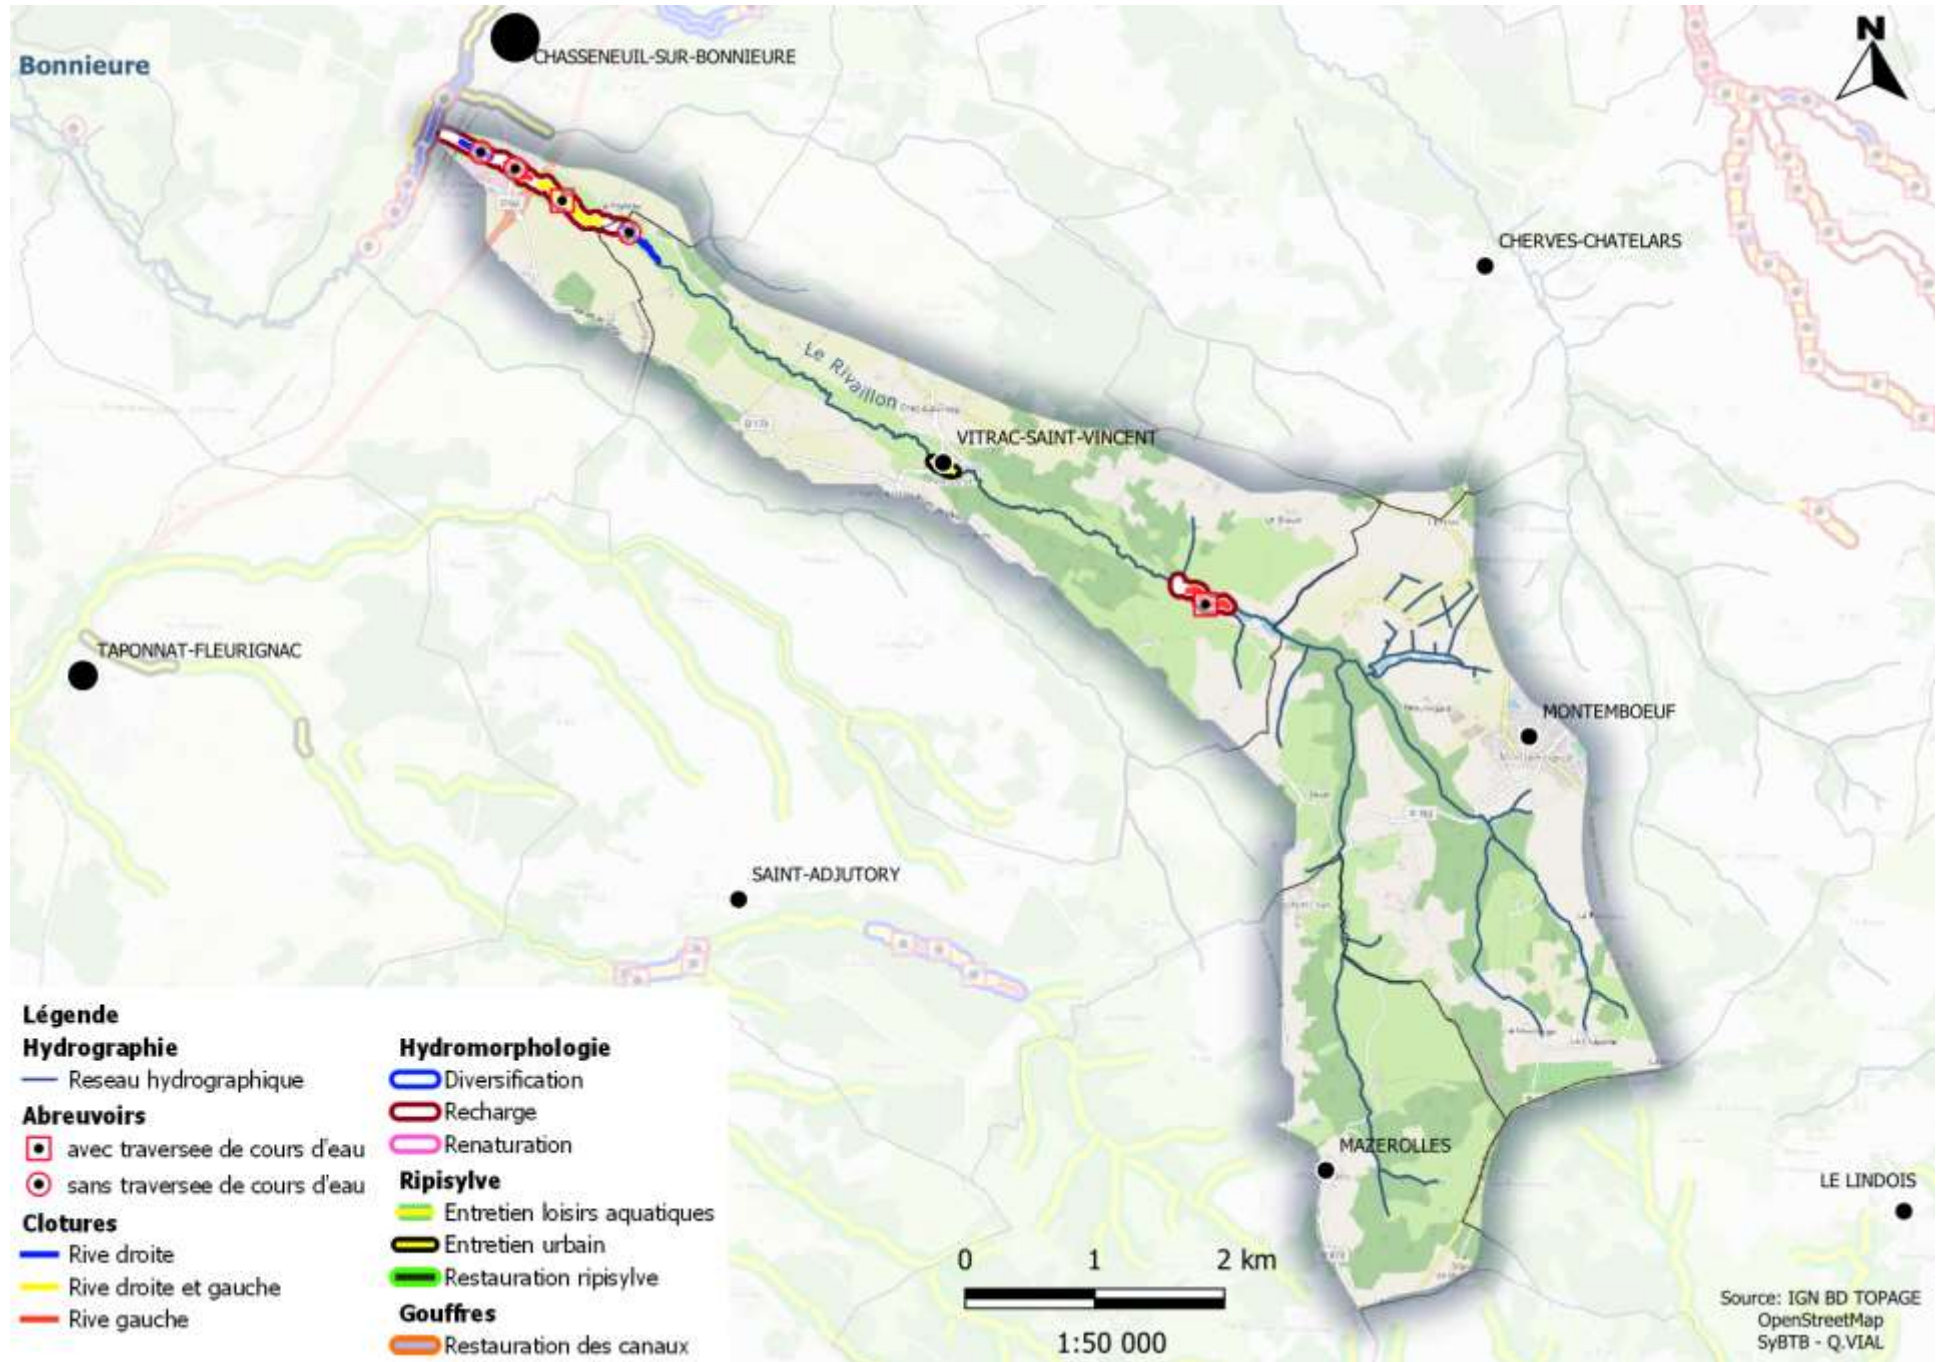 N
Bonnieure
CHASSENEUIL-SUR-BONNIEURE
CHERVES-CHATELARS
Le Rivaillon
VITRAC-SAINT-VINCENT
TAPONNAT-FLEURIGNAC
MONTEMBOEUF
SAINT-ADJUTORY
MAZEROLLES
LE LINDOIS
Légende
Hydrographie
Reseau hydrographique
Abreuvoirs
avec traversee de cours d'eau
sans traversee de cours d'eau
Clotures
Rive droite
Rive droite et gauche
Rive gauche
Hydromorphologie
Diversification
Recharge
Renaturation
Ripisylve
Entretien loisirs aquatiques
Entretien urbain
Restauration ripisylve
Gouffres
Restauration des canaux
0 1 2 km
1:50 000
Source: IGN BD TOPAGE
OpenStreetMap
SyBTB - Q.VIAL